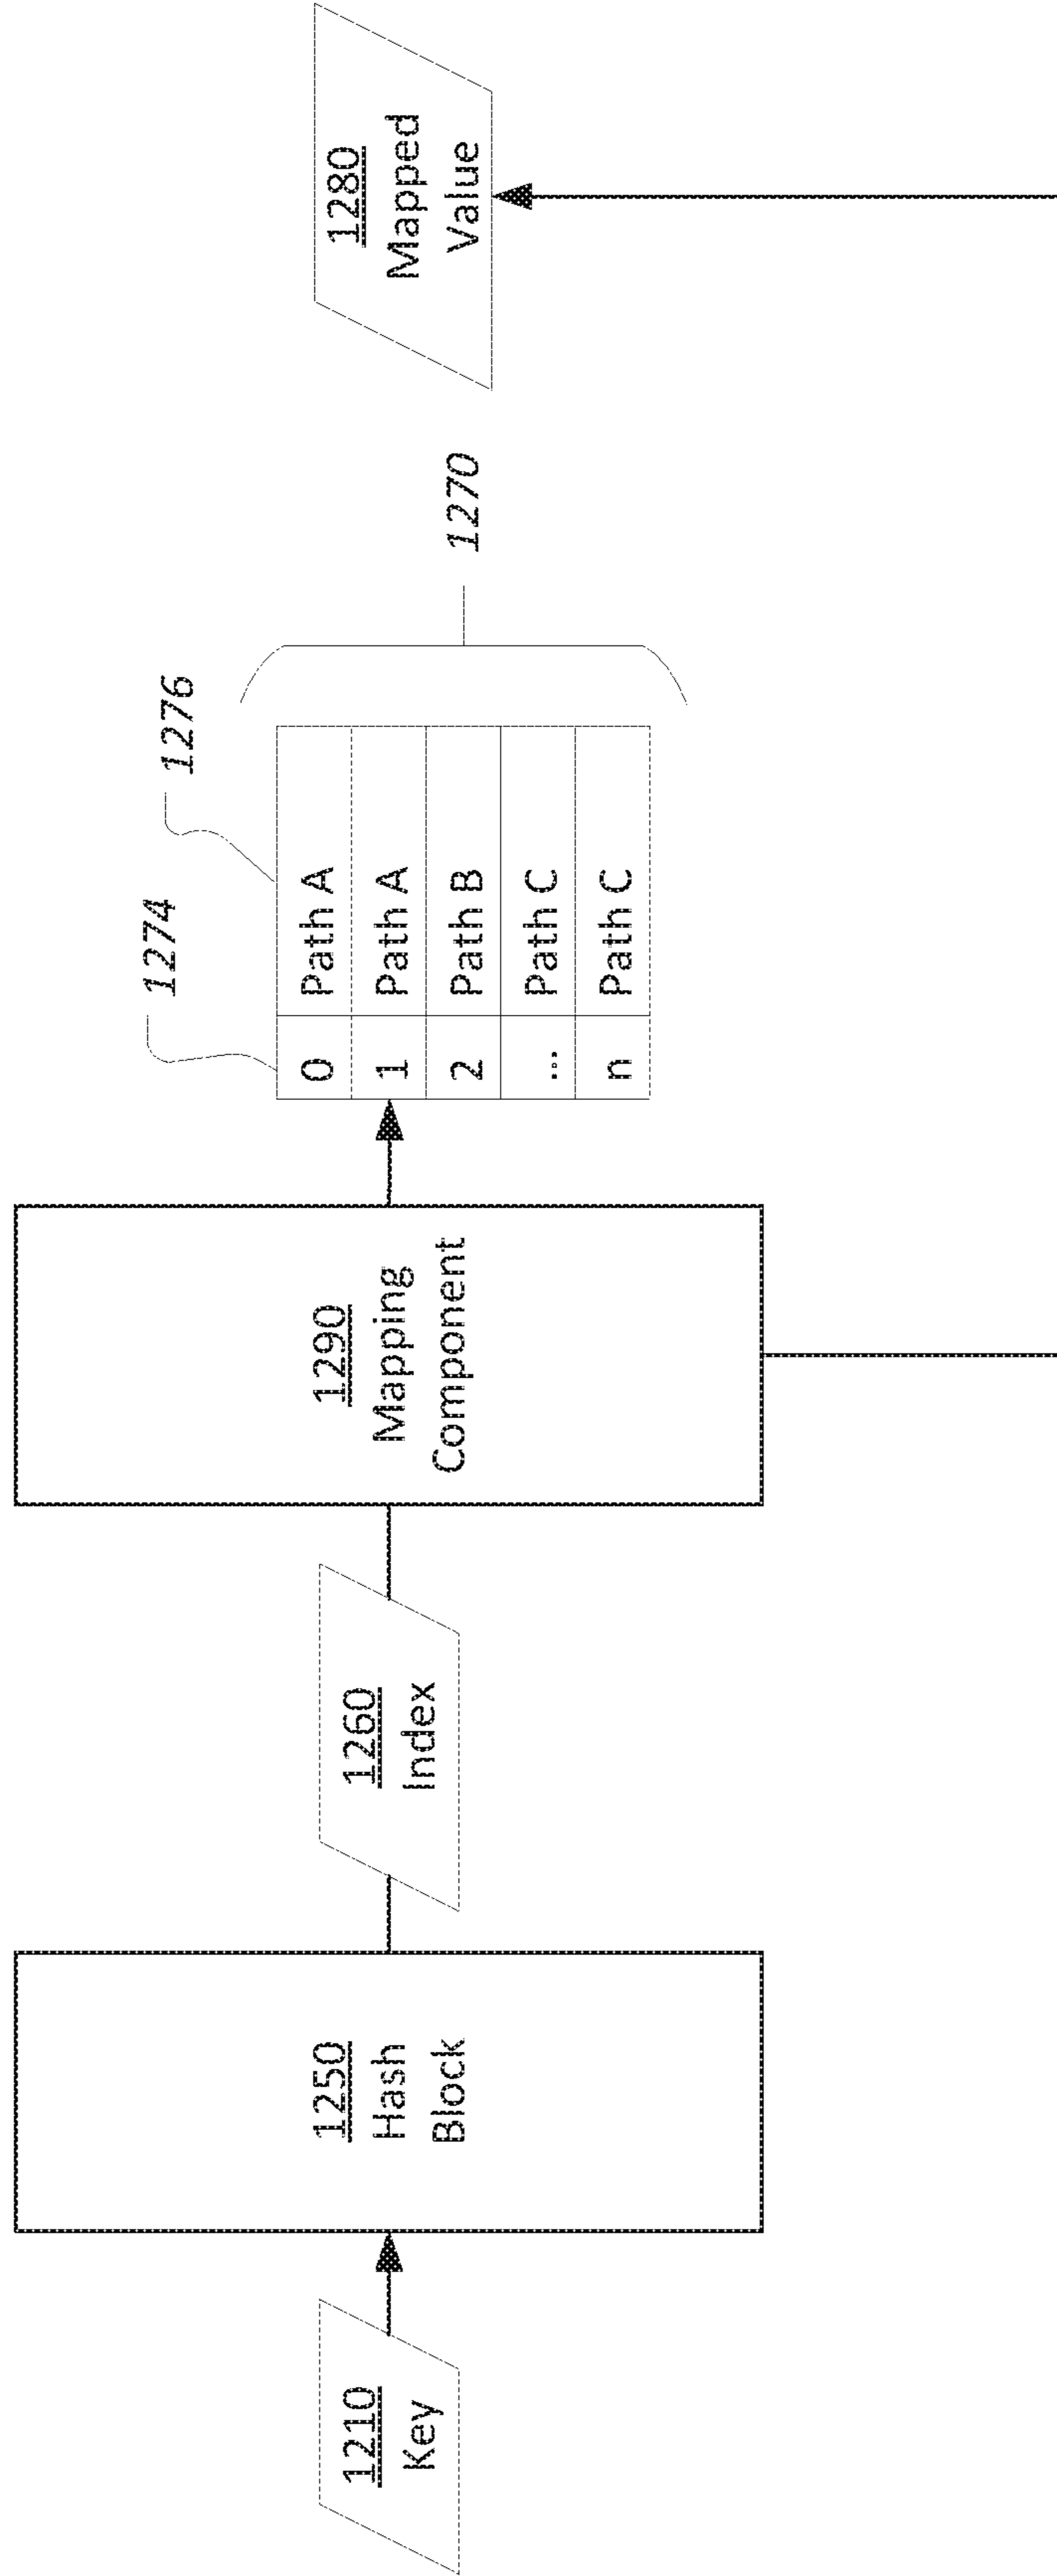 1210
Key
1250
Hash
Block
1260
Index
1290
Mapping
Component
1274
1276
0 Path A
1 Path A
2 Path B
... Path C
n Path C
1270
1280
Mapped
Value